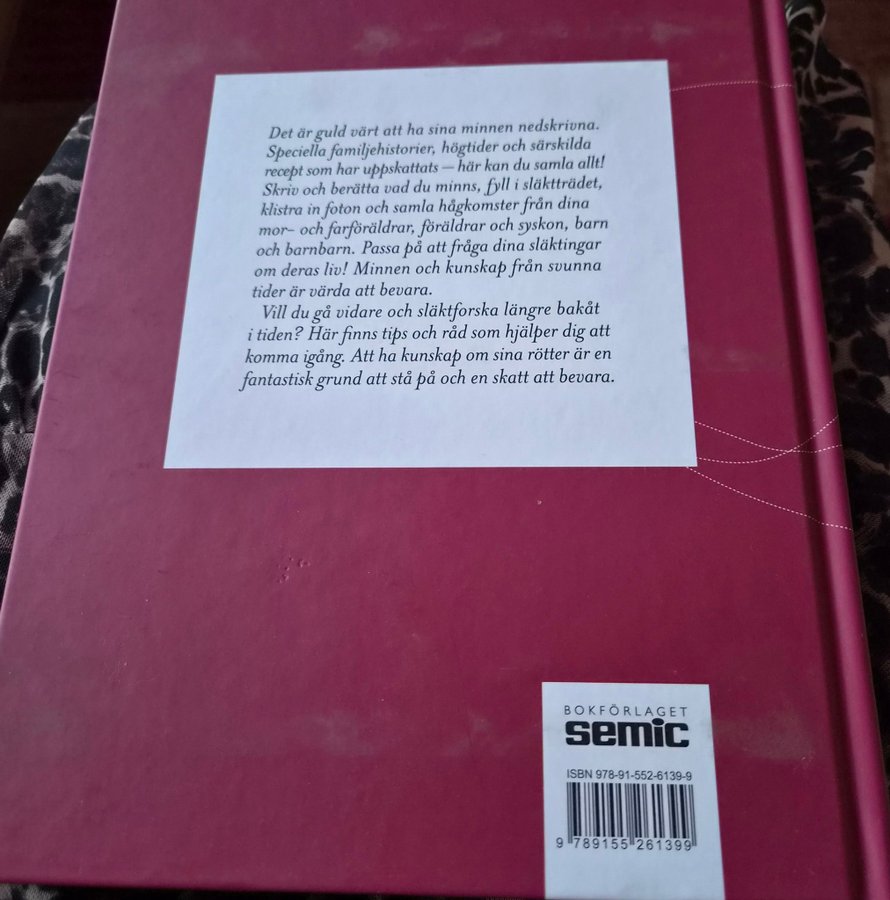 Det är guld värt att ha sina minnen nedskrivna.
Speciella familjehistorier, högtider och särskilda
recept som har uppskattats – här kan du samla allt!
Skriv och berätta vad du minns, fyll i släktträdet,
klistra in foton och samla hågkomster från dina
mor- och farföräldrar, föräldrar och syskon, barn
och barnbarn. Passa på att fråga dina släktingar
om deras liv! Minnen och kunskap från svunna
tider är värda att bevara.
Vill du gå vidare och släktforska längre bakåt
i tiden? Här finns tips och råd som hjälper dig att
komma igång. Att ha kunskap om sina rötter är en
fantastisk grund att stå på och en skatt att bevara.
BOKFÖRLAGET
semic
ISBN 978-91-552-6139-9
9 789155 261399